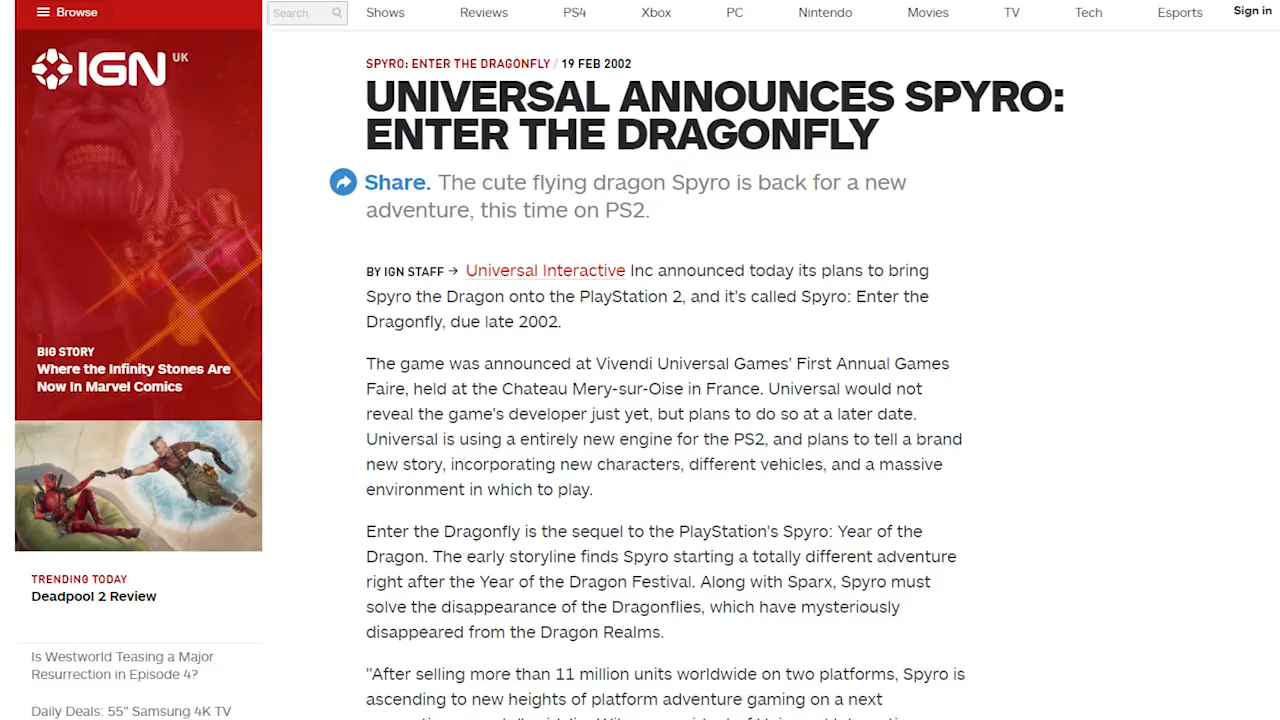 Browse
Search
Shows
Reviews
PS4
Xbox
PC
Nintendo
Movies
TV
Tech
Esports
Sign in
IGN UK
BIG STORY
Where the Infinity Stones Are
Now In Marvel Comics
TRENDING TODAY
Deadpool 2 Review
Is Westworld Teasing a Major
Resurrection in Episode 4?
Daily Deals: 55" Samsung 4K TV
SPYRO: ENTER THE DRAGONFLY / 19 FEB 2002
UNIVERSAL ANNOUNCES SPYRO:
ENTER THE DRAGONFLY
Share. The cute flying dragon Spyro is back for a new
adventure, this time on PS2.
BY IGN STAFF → Universal Interactive Inc announced today its plans to bring
Spyro the Dragon onto the PlayStation 2, and it's called Spyro: Enter the
Dragonfly, due late 2002.
The game was announced at Vivendi Universal Games' First Annual Games
Faire, held at the Chateau Mery-sur-Oise in France. Universal would not
reveal the game's developer just yet, but plans to do so at a later date.
Universal is using a entirely new engine for the PS2, and plans to tell a brand
new story, incorporating new characters, different vehicles, and a massive
environment in which to play.
Enter the Dragonfly is the sequel to the PlayStation's Spyro: Year of the
Dragon. The early storyline finds Spyro starting a totally different adventure
right after the Year of the Dragon Festival. Along with Sparx, Spyro must
solve the disappearance of the Dragonflies, which have mysteriously
disappeared from the Dragon Realms.
"After selling more than 11 million units worldwide on two platforms, Spyro is
ascending to new heights of platform adventure gaming on a next